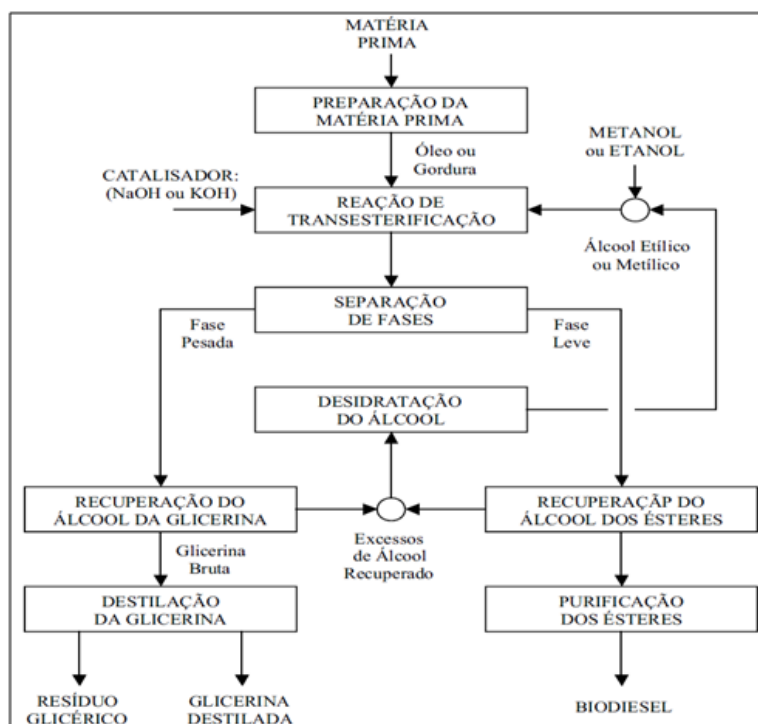 MATÉRIA
PRIMA
PREPARAÇÃO DA
MATÉRIA PRIMA
Óleo ou
Gordura
METANOL
ou ETANOL
CATALISADOR:
(NaOH ou KOH)
REAÇÃO DE
TRANSESTERIFICAÇÃO
Álcool Etílico
ou Metílico
SEPARAÇÃO
DE FASES
Fase
Pesada
Fase
Leve
DESIDRATAÇÃO
DO ÁLCOOL
RECUPERAÇÃO DO
ÁLCOOL DA GLICERINA
Excessos
de Álcool
Recuperado
RECUPERAÇÃP DO
ÁLCOOL DOS ÉSTERES
Glicerina
Bruta
DESTILAÇÃO
DA GLICERINA
PURIFICAÇÃO
DOS ÉSTERES
RESÍDUO
GLICÉRICO
GLICERINA
DESTILADA
BIODIESEL